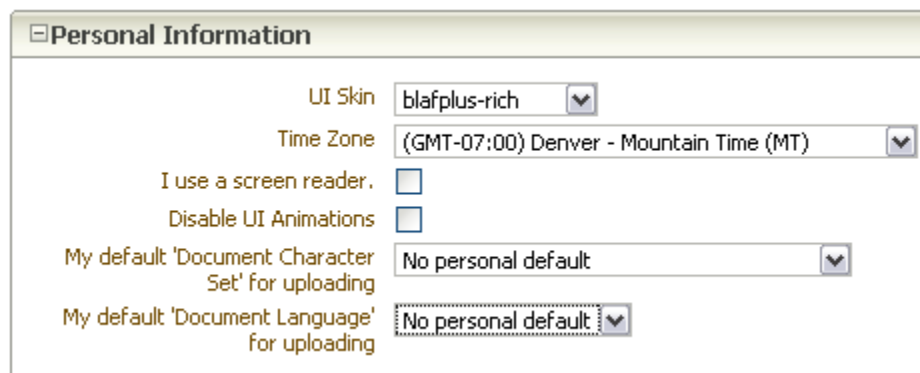 Personal Information
UI Skin blafplus-rich
Time Zone (GMT-07:00) Denver - Mountain Time (MT)
I use a screen reader.
Disable UI Animations
My default 'Document Character
Set' for uploading
No personal default
My default 'Document Language'
for uploading
No personal default